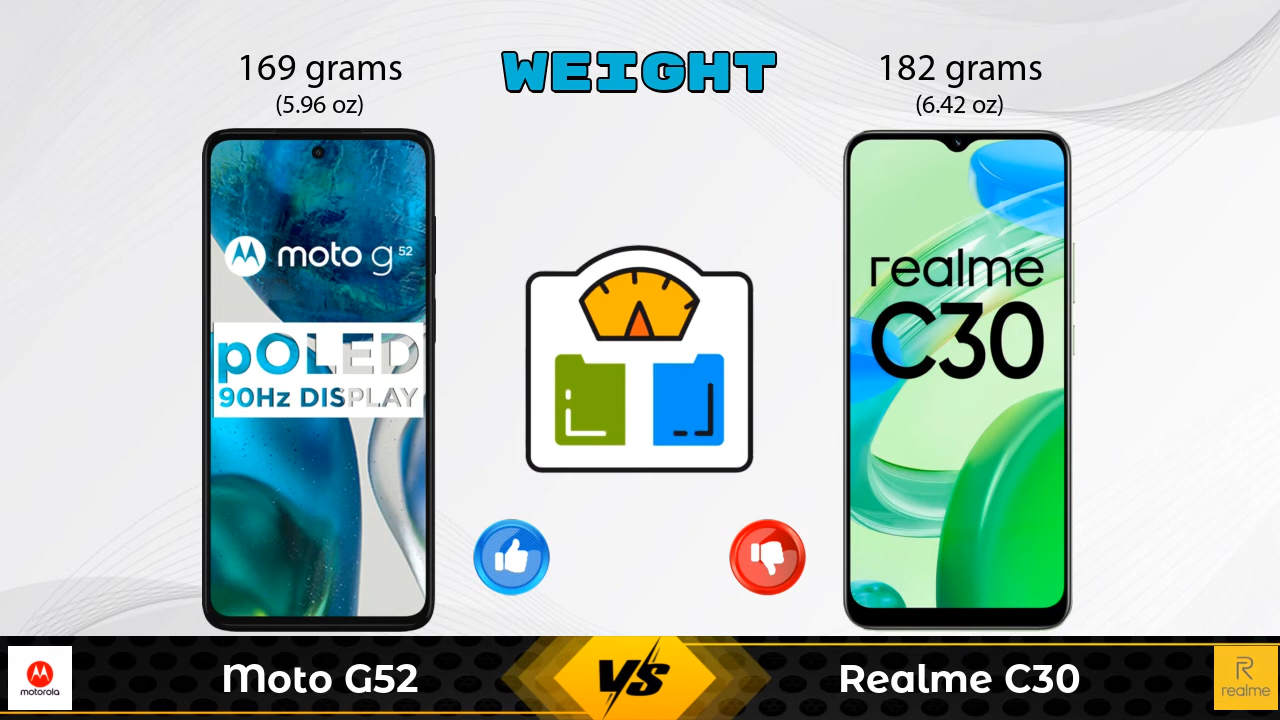 WEIGHT
169 grams
(5.96 oz)
182 grams
(6.42 oz)
moto g52
pOLED
90Hz DISPLAY
realme
C30
motorola
Moto G52
VS
Realme C30
R
realme